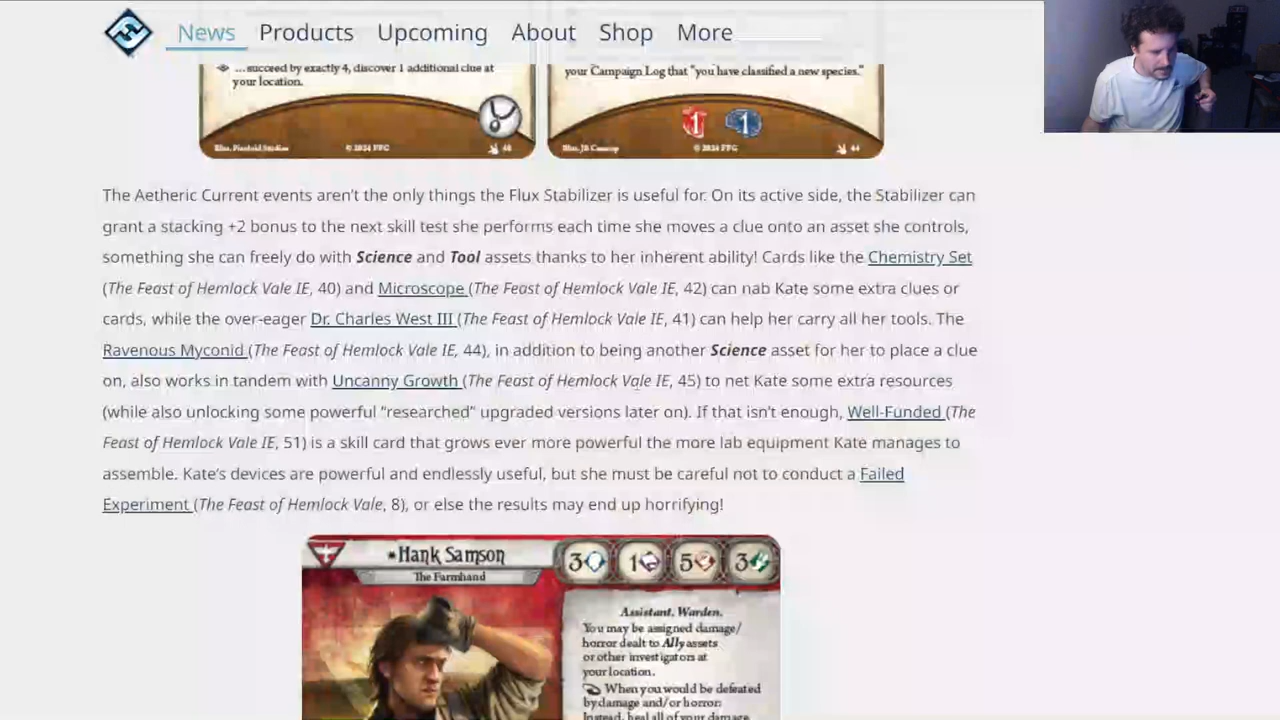 News Products Upcoming About Shop More
...succeed by exactly 4, discover 1 additional clue at
your location.
your Campaign Log that "you have classified a new species."
1 1
© 2024 FFG 44
The Aetheric Current events aren't the only things the Flux Stabilizer is useful for. On its active side, the Stabilizer can
grant a stacking +2 bonus to the next skill test she performs each time she moves a clue onto an asset she controls,
something she can freely do with Science and Tool assets thanks to her inherent ability! Cards like the Chemistry Set
(The Feast of Hemlock Vale IE, 40) and Microscope (The Feast of Hemlock Vale IE, 42) can nab Kate some extra clues or
cards, while the over-eager Dr. Charles West III (The Feast of Hemlock Vale IE, 41) can help her carry all her tools. The
Ravenous Myconid (The Feast of Hemlock Vale IE, 44), in addition to being another Science asset for her to place a clue
on, also works in tandem with Uncanny Growth (The Feast of Hemlock Vale IE, 45) to net Kate some extra resources
(while also unlocking some powerful "researched" upgraded versions later on). If that isn't enough, Well-Funded (The
Feast of Hemlock Vale IE, 51) is a skill card that grows ever more powerful the more lab equipment Kate manages to
assemble. Kate's devices are powerful and endlessly useful, but she must be careful not to conduct a Failed
Experiment (The Feast of Hemlock Vale, 8), or else the results may end up horrifying!
Hank Samson 3 1 5 3
The Farmhand
Assistant. Warden.
You may be assigned damage/
horror dealt to Ally assets
or other investigators at
your location.
When you would be defeated
by damage and/or horror:
Instead, heal all of your damage